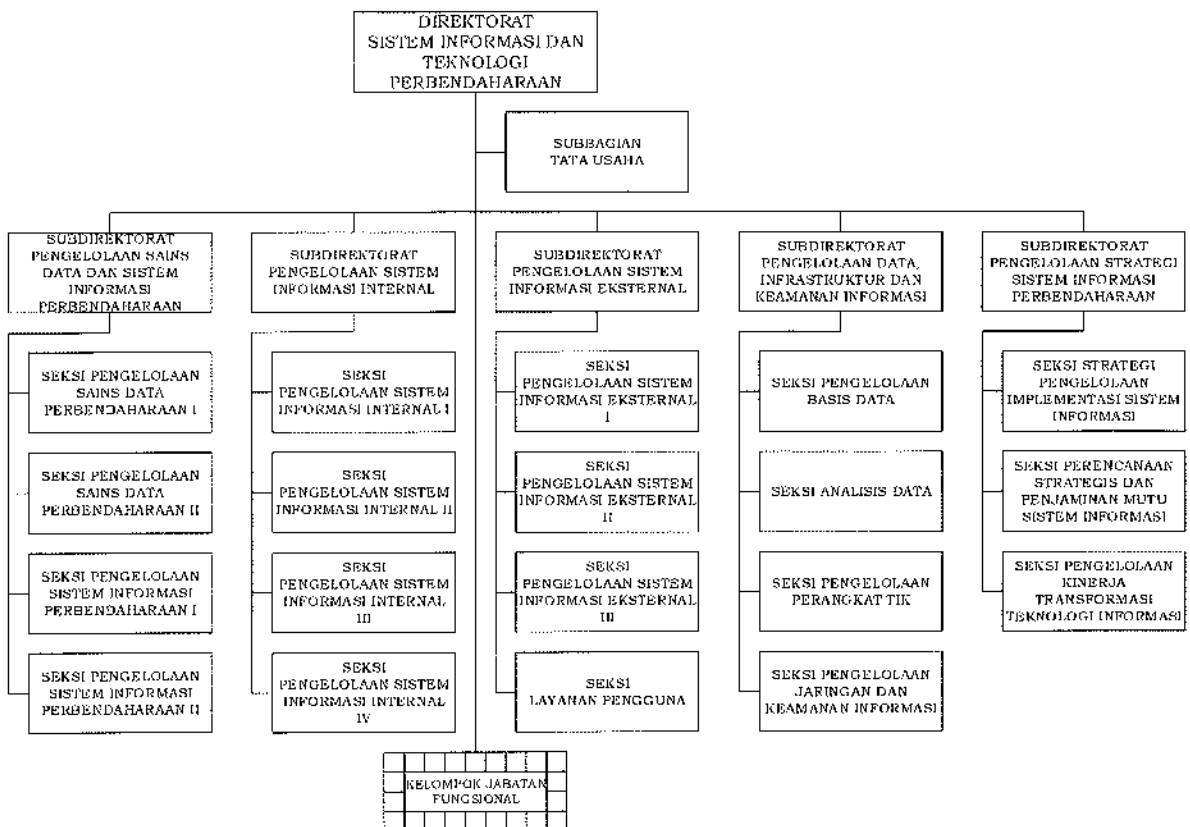 DIREKTORAT
SISTEM INFORMASI DAN
TEKNOLOGI
PERBENDAHARAAN
SUBBAGIAN
TATA USAHA
SUBDIREKTORAT
PENGELOLAAN SAINS
DATA DAN SISTEM
INFORMASI
PERBENDAHARAAN
SUBDIREKTORAT
PENGELOLAAN SISTEM
INFORMASI INTERNAL
SUBDIREKTORAT
PENGELOLAAN SISTEM
INFORMASI EKSTERNAL
SUBDIREKTORAT
PENGELOLAAN DATA,
INFRASTRUKTUR DAN
KEAMANAN INFORMASI
SUBDIREKTORAT
PENGELOLAAN STRATEGI
SISTEM INFORMASI
PERBENDAHARAAN
SEKSI PENGELOLAAN
SAINS DATA
PERBENDAHARAAN I
SEKSI
PENGELOLAAN SISTEM
INFORMASI INTERNAL I
SEKSI
PENGELOLAAN SISTEM
INFORMASI EKSTERNAL
I
SEKSI PENGELOLAAN
BASIS DATA
SEKSI STRATEGI
PENGELOLAAN
IMPLEMENTASI SISTEM
INFORMASI
SEKSI PENGELOLAAN
SAINS DATA
PERBENDAHARAAN II
SEKSI
PENGELOLAAN SISTEM
INFORMASI INTERNAL II
SEKSI
PENGELOLAAN SISTEM
INFORMASI EKSTERNAL
II
SEKSI ANALISIS DATA
SEKSI PERENCANAAN
STRATEGIS DAN
PENJAMINAN MUTU
SISTEM INFORMASI
SEKSI PENGELOLAAN
SISTEM INFORMASI
PERBENDAHARAAN I
SEKSI
PENGELOLAAN SISTEM
INFORMASI INTERNAL
III
SEKSI
PENGELOLAAN SISTEM
INFORMASI EKSTERNAL
III
SEKSI PENGELOLAAN
PERANGKAT TIK
SEKSI PENGELOLAAN
KINERJA
TRANSFORMASI
TEKNOLOGI INFORMASI
SEKSI PENGELOLAAN
SISTEM INFORMASI
PERBENDAHARAAN II
SEKSI
PENGELOLAAN SISTEM
INFORMASI INTERNAL
IV
SEKSI
LAYANAN PENGGUNA
SEKSI PENGELOLAAN
JARINGAN DAN
KEAMANAN INFORMASI
KELOMPOK JABATAN
FUNGSIONAL